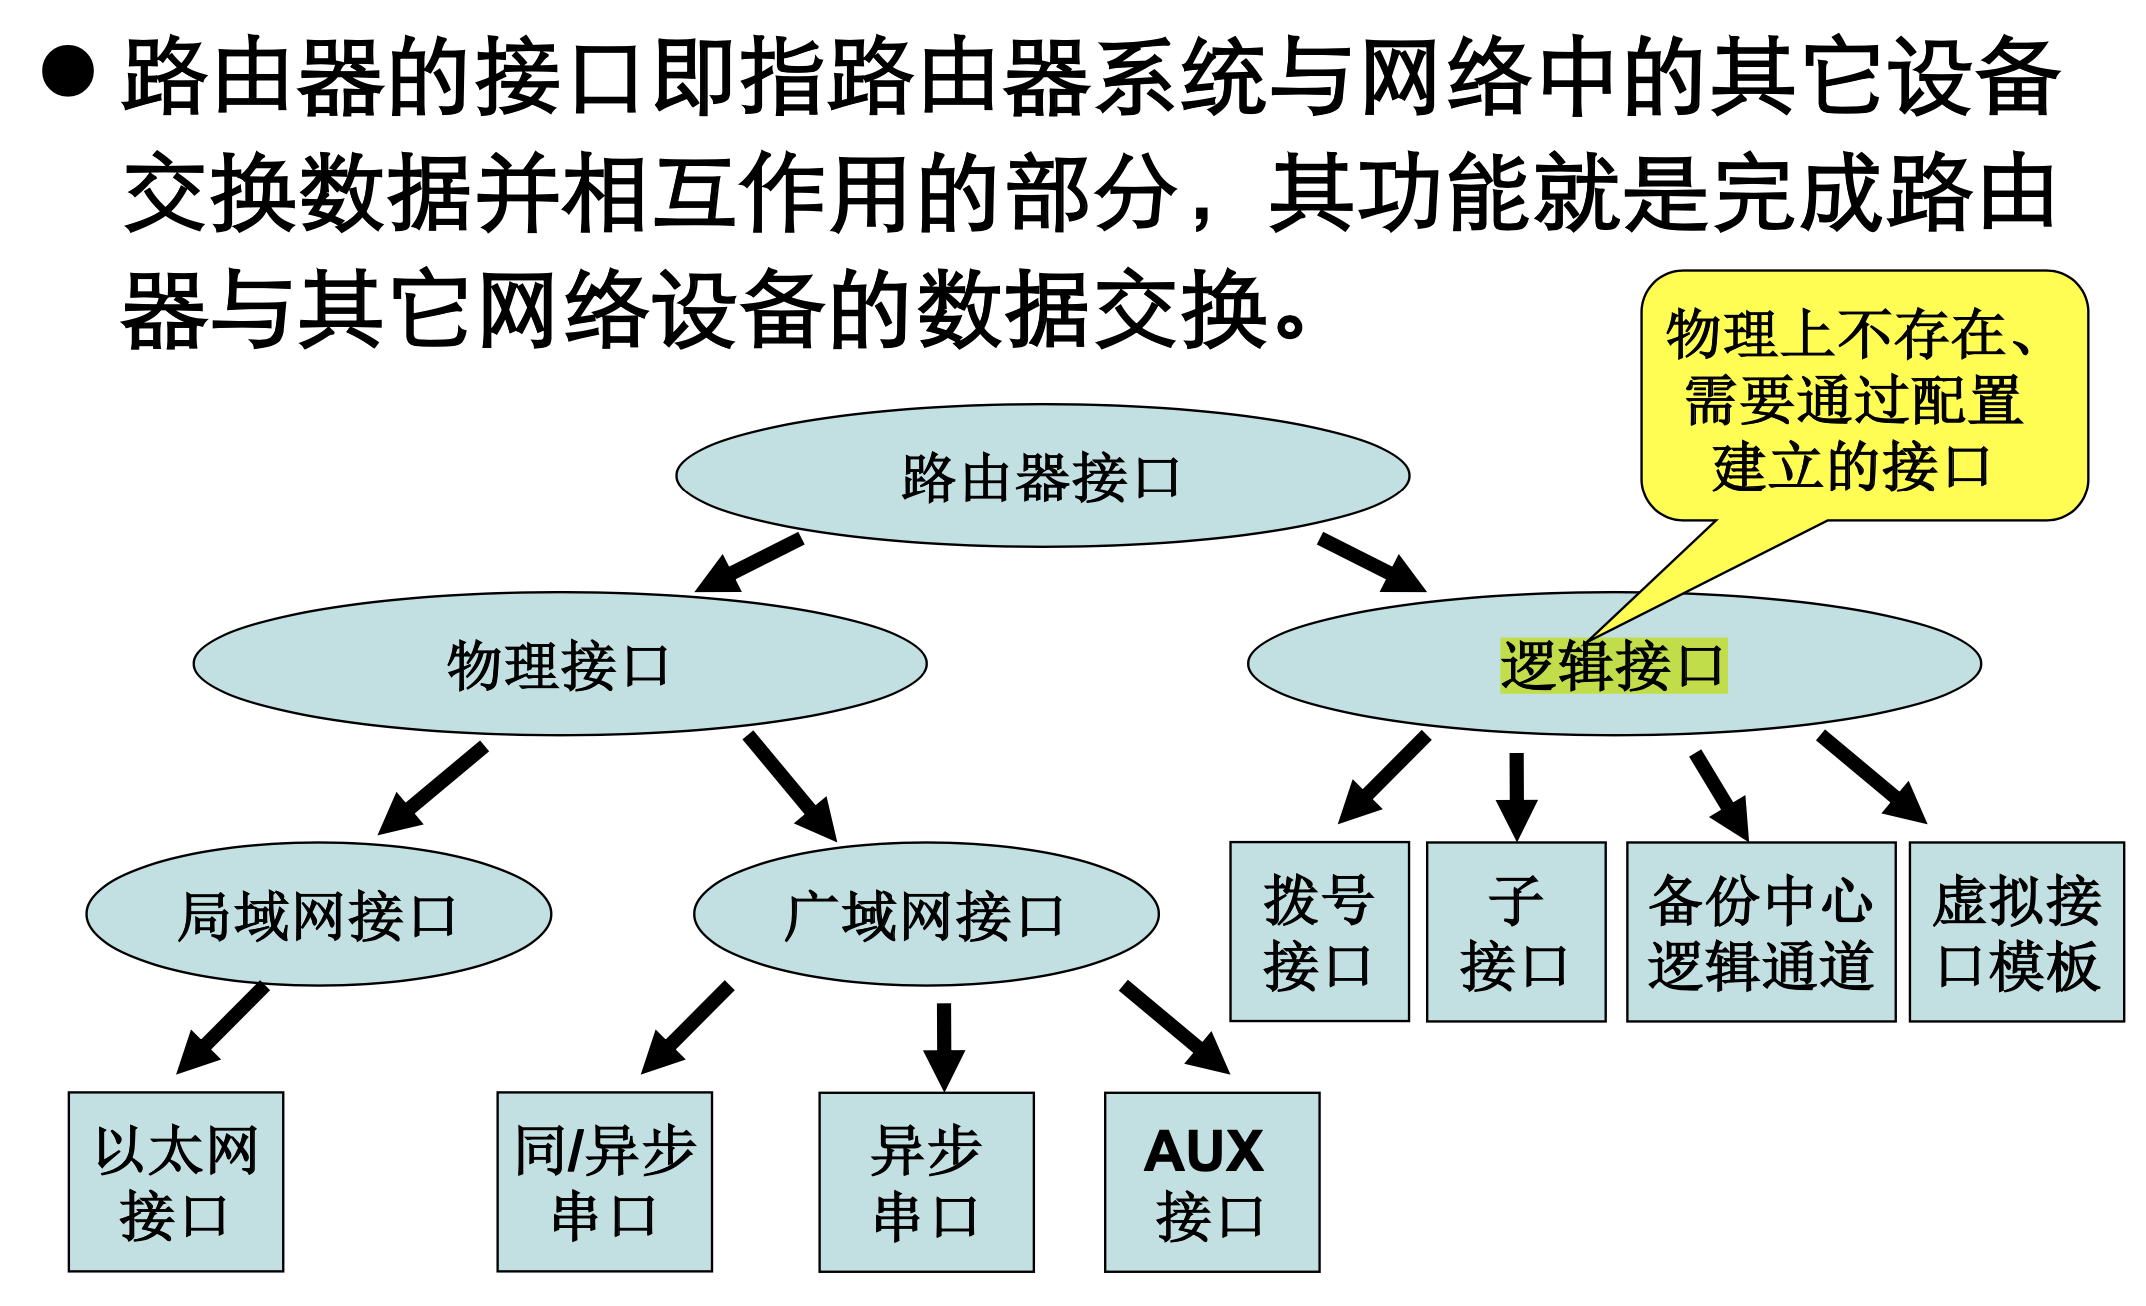 ● 路由器的接口即指路由器系统与网络中的其它设备
交换数据并相互作用的部分，其功能就是完成路由
器与其它网络设备的数据交换。
物理上不存在、
需要通过配置
建立的接口
路由器接口
物理接口
逻辑接口
局域网接口
广域网接口
拨号
接口
子
接口
备份中心
逻辑通道
虚拟接
口模板
以太网
接口
同/异步
串口
异步
串口
AUX
接口